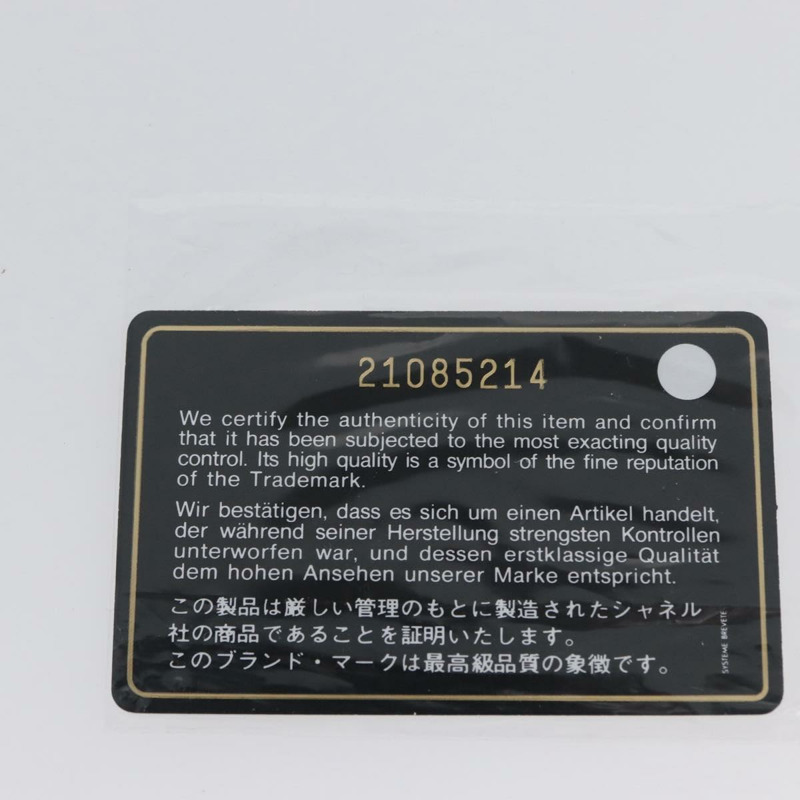 21085214
We certify the authenticity of this item and confirm
that it has been subjected to the most exacting quality
control. Its high quality is a symbol of the fine reputation
of the Trademark.
Wir bestätigen, dass es sich um einen Artikel handelt,
der während seiner Herstellung strengsten Kontrollen
unterworfen war, und dessen erstklassige Qualität
dem hohen Ansehen unserer Marke entspricht.
この製品は厳しい管理のもとに製造されたシャネル
社の商品であることを証明いたします。
このブランド・マークは最高級品質の象徴です。
SYSTEME BREVETE